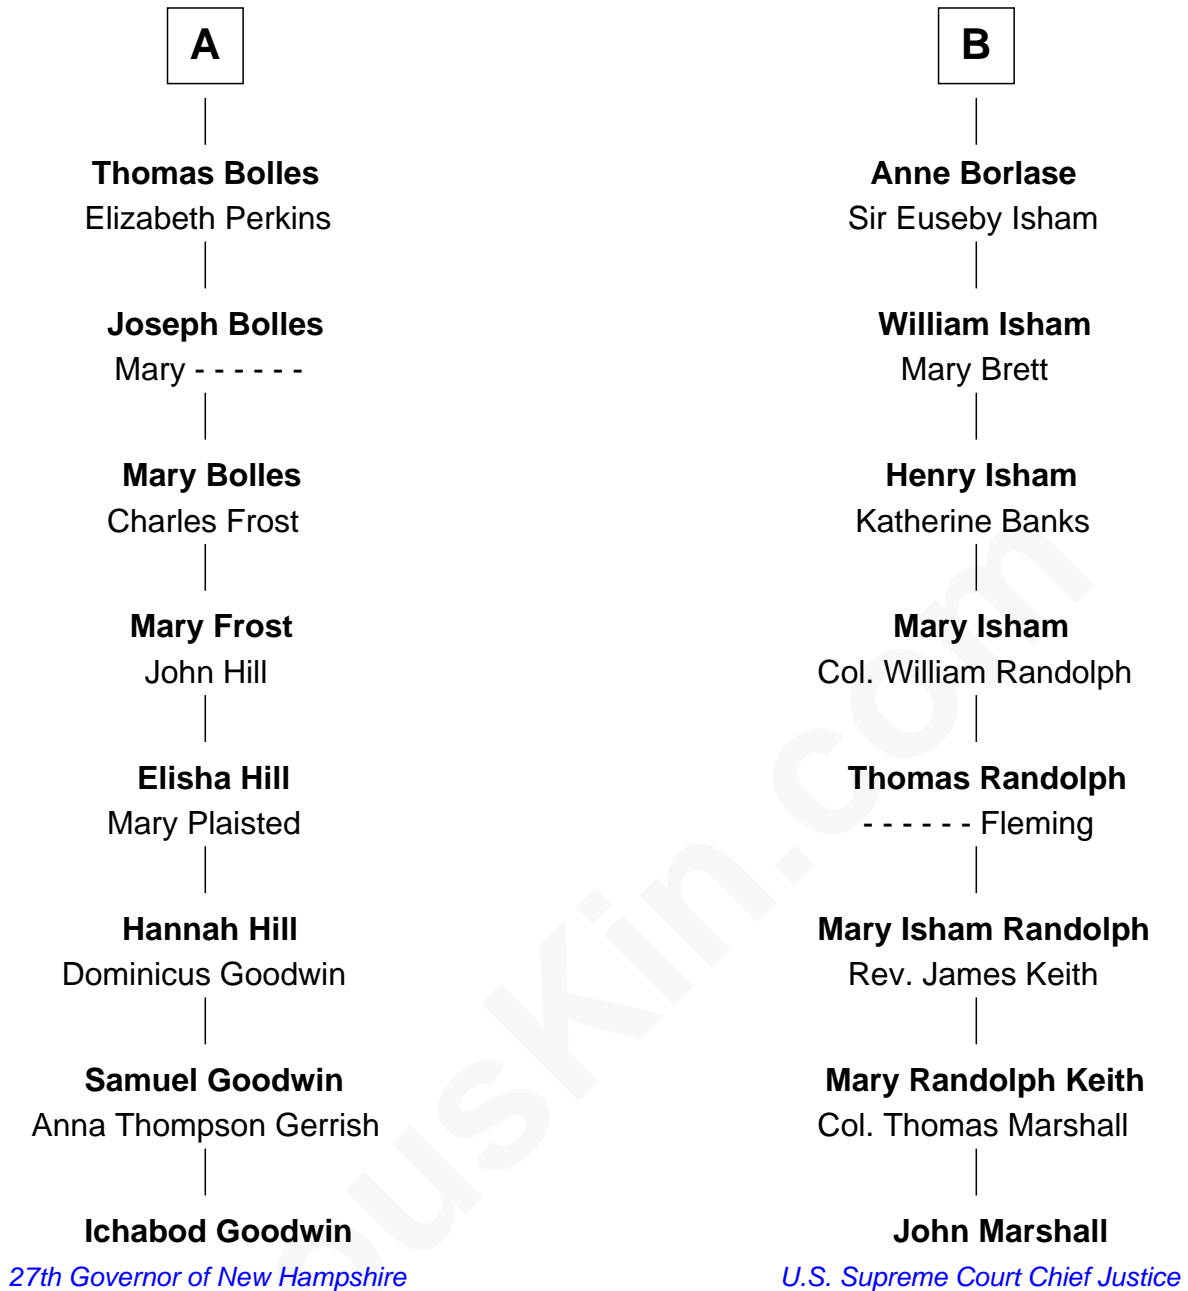 A
B
Thomas Bolles
Elizabeth Perkins
Anne Borlase
Sir Euseby Isham
Joseph Bolles
Mary - - - - - -
William Isham
Mary Brett
Mary Bolles
Charles Frost
Henry Isham
Katherine Banks
Mary Frost
John Hill
Mary Isham
Col. William Randolph
Elisha Hill
Mary Plaisted
Thomas Randolph
- - - - - - Fleming
Hannah Hill
Dominicus Goodwin
Mary Isham Randolph
Rev. James Keith
Samuel Goodwin
Anna Thompson Gerrish
Mary Randolph Keith
Col. Thomas Marshall
Ichabod Goodwin
27th Governor of New Hampshire
John Marshall
U.S. Supreme Court Chief Justice
ousKin.com